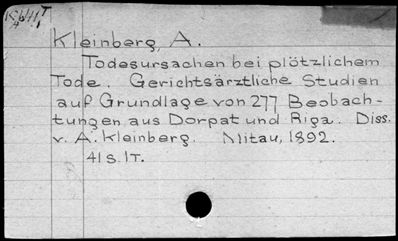 Kleinberg, A.
Todesursachen bei plötzlichem
Tode. Gerichtsärztliche Studien
auf Grundlage von 277 Beobach-
tungen aus Dorpat und Riga. Diss.
v. A. Kleinberg. Mitau, 1892.
41 S. 1T.